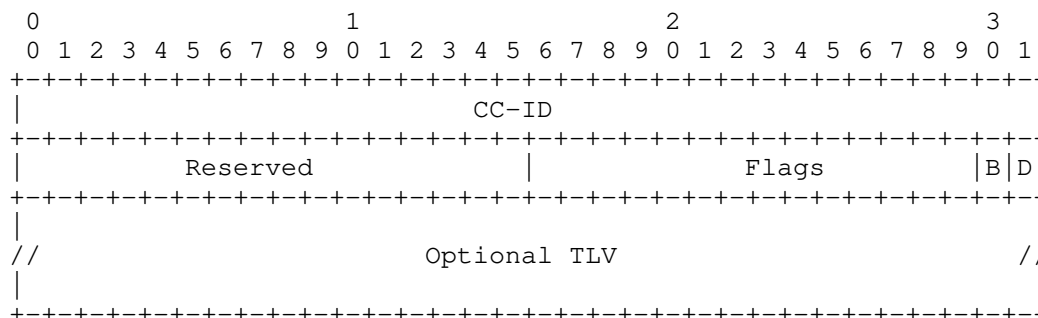 0                   1                   2                   3
 0 1 2 3 4 5 6 7 8 9 0 1 2 3 4 5 6 7 8 9 0 1 2 3 4 5 6 7 8 9 0 1
+-+-+-+-+-+-+-+-+-+-+-+-+-+-+-+-+-+-+-+-+-+-+-+-+-+-+-+-+-+-+-+-
|                            CC-ID
+-+-+-+-+-+-+-+-+-+-+-+-+-+-+-+-+-+-+-+-+-+-+-+-+-+-+-+-+-+-+-+-
|          Reserved             |             Flags         |B|D
+-+-+-+-+-+-+-+-+-+-+-+-+-+-+-+-+-+-+-+-+-+-+-+-+-+-+-+-+-+-+-+-
|
//                        Optional TLV                         //
|
+-+-+-+-+-+-+-+-+-+-+-+-+-+-+-+-+-+-+-+-+-+-+-+-+-+-+-+-+-+-+-+-